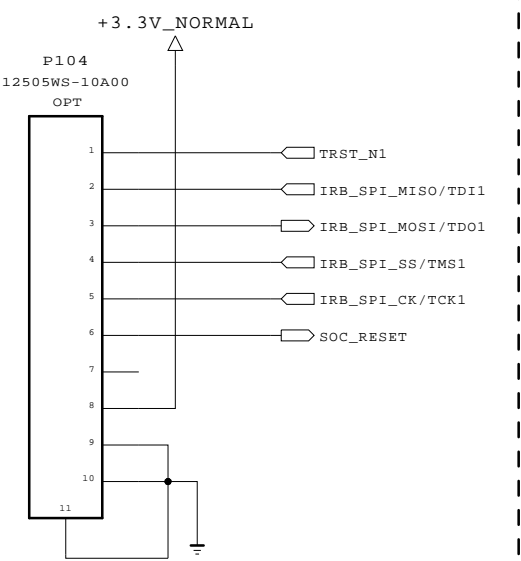 +3.3V_NORMAL
P104
12505WS-10A00
OPT
1
TRST_N1
2
IRB_SPI_MISO/TDI1
3
IRB_SPI_MOSI/TDO1
4
IRB_SPI_SS/TMS1
5
IRB_SPI_CK/TCK1
6
SOC_RESET
7
8
9
10
11